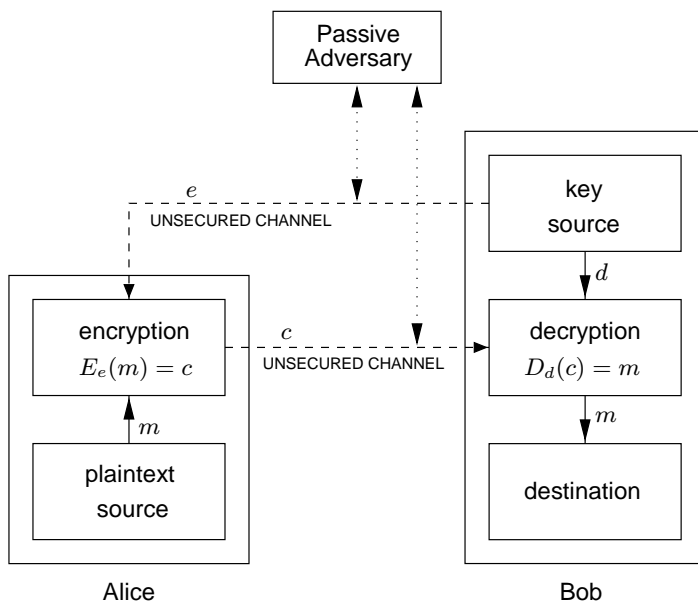 Passive
Adversary
e
UNSECURED CHANNEL
key
source
d
encryption
E_e(m) = c
c
UNSECURED CHANNEL
decryption
D_d(c) = m
m
m
plaintext
source
destination
Alice
Bob